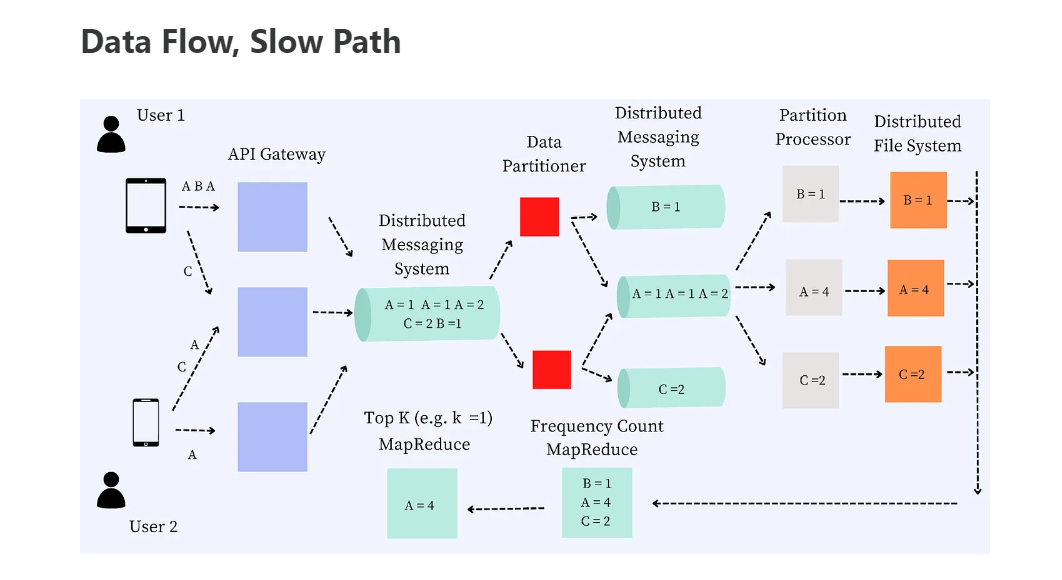 Data Flow, Slow Path
User 1
API Gateway
A B A
C
A
C
A
User 2
Distributed
Messaging
System
A = 1 A = 1 A = 2
C = 2 B =1
Data
Partitioner
Distributed
Messaging
System
B = 1
A = 1 A = 1 A = 2
C =2
Partition
Processor
B = 1
A = 4
C =2
Distributed
File System
B = 1
A = 4
C =2
Top K (e.g. k =1)
MapReduce
A = 4
Frequency Count
MapReduce
B = 1
A = 4
C = 2